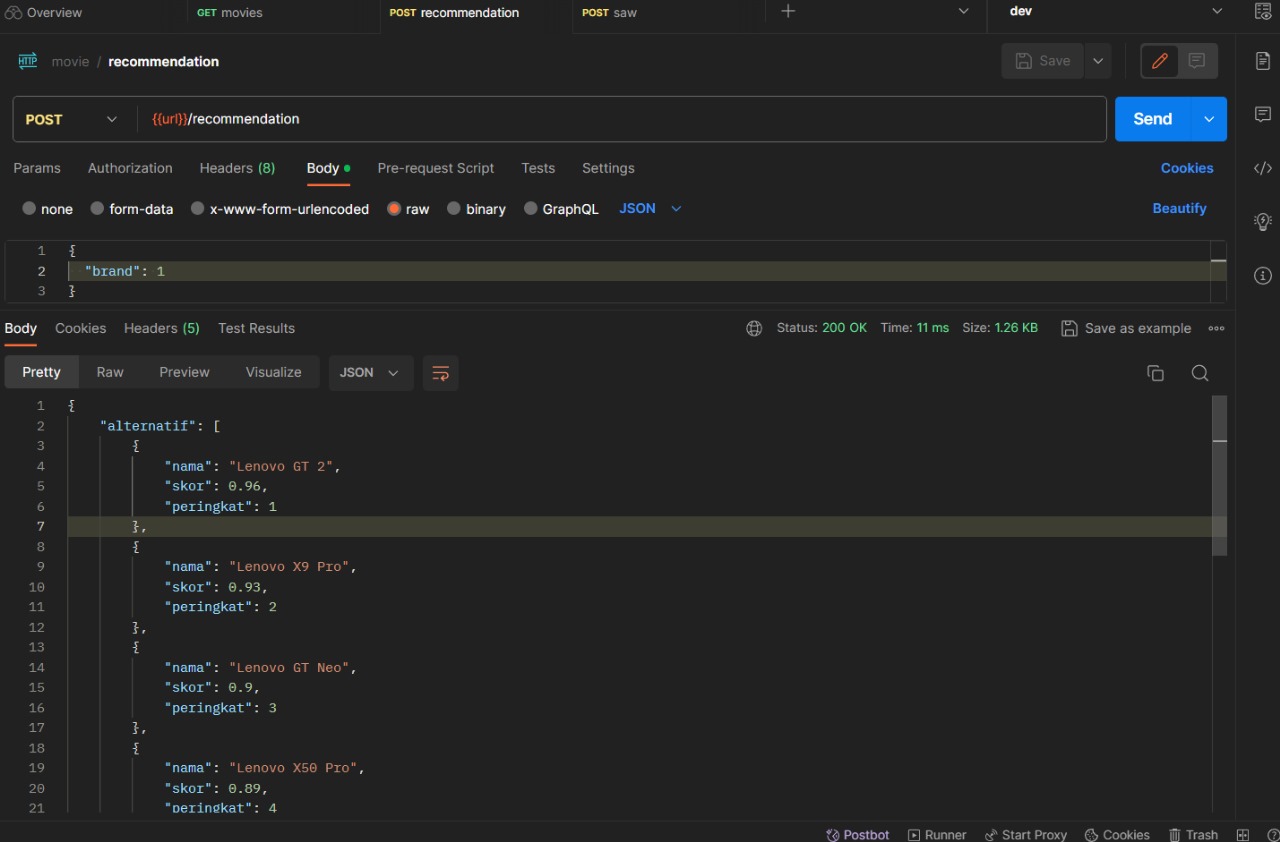 Overview GET movies POST recommendation POST saw dev
HTTP movie / recommendation Save
POST {{url}}/recommendation Send
Params Authorization Headers (8) Body Pre-request Script Tests Settings Cookies
none form-data x-www-form-urlencoded raw binary GraphQL JSON Beautify
1 {
2 "brand": 1
3 }
Body Cookies Headers (5) Test Results Status: 200 OK Time: 11 ms Size: 1.26 KB Save as example
Pretty Raw Preview Visualize JSON
1 {
2 "alternatif": [
3 {
4 "nama": "Lenovo GT 2",
5 "skor": 0.96,
6 "peringkat": 1
7 },
8 {
9 "nama": "Lenovo X9 Pro",
10 "skor": 0.93,
11 "peringkat": 2
12 },
13 {
14 "nama": "Lenovo GT Neo",
15 "skor": 0.9,
16 "peringkat": 3
17 },
18 {
19 "nama": "Lenovo X50 Pro",
20 "skor": 0.89,
21 "peringkat": 4
Postbot Runner Start Proxy Cookies Trash